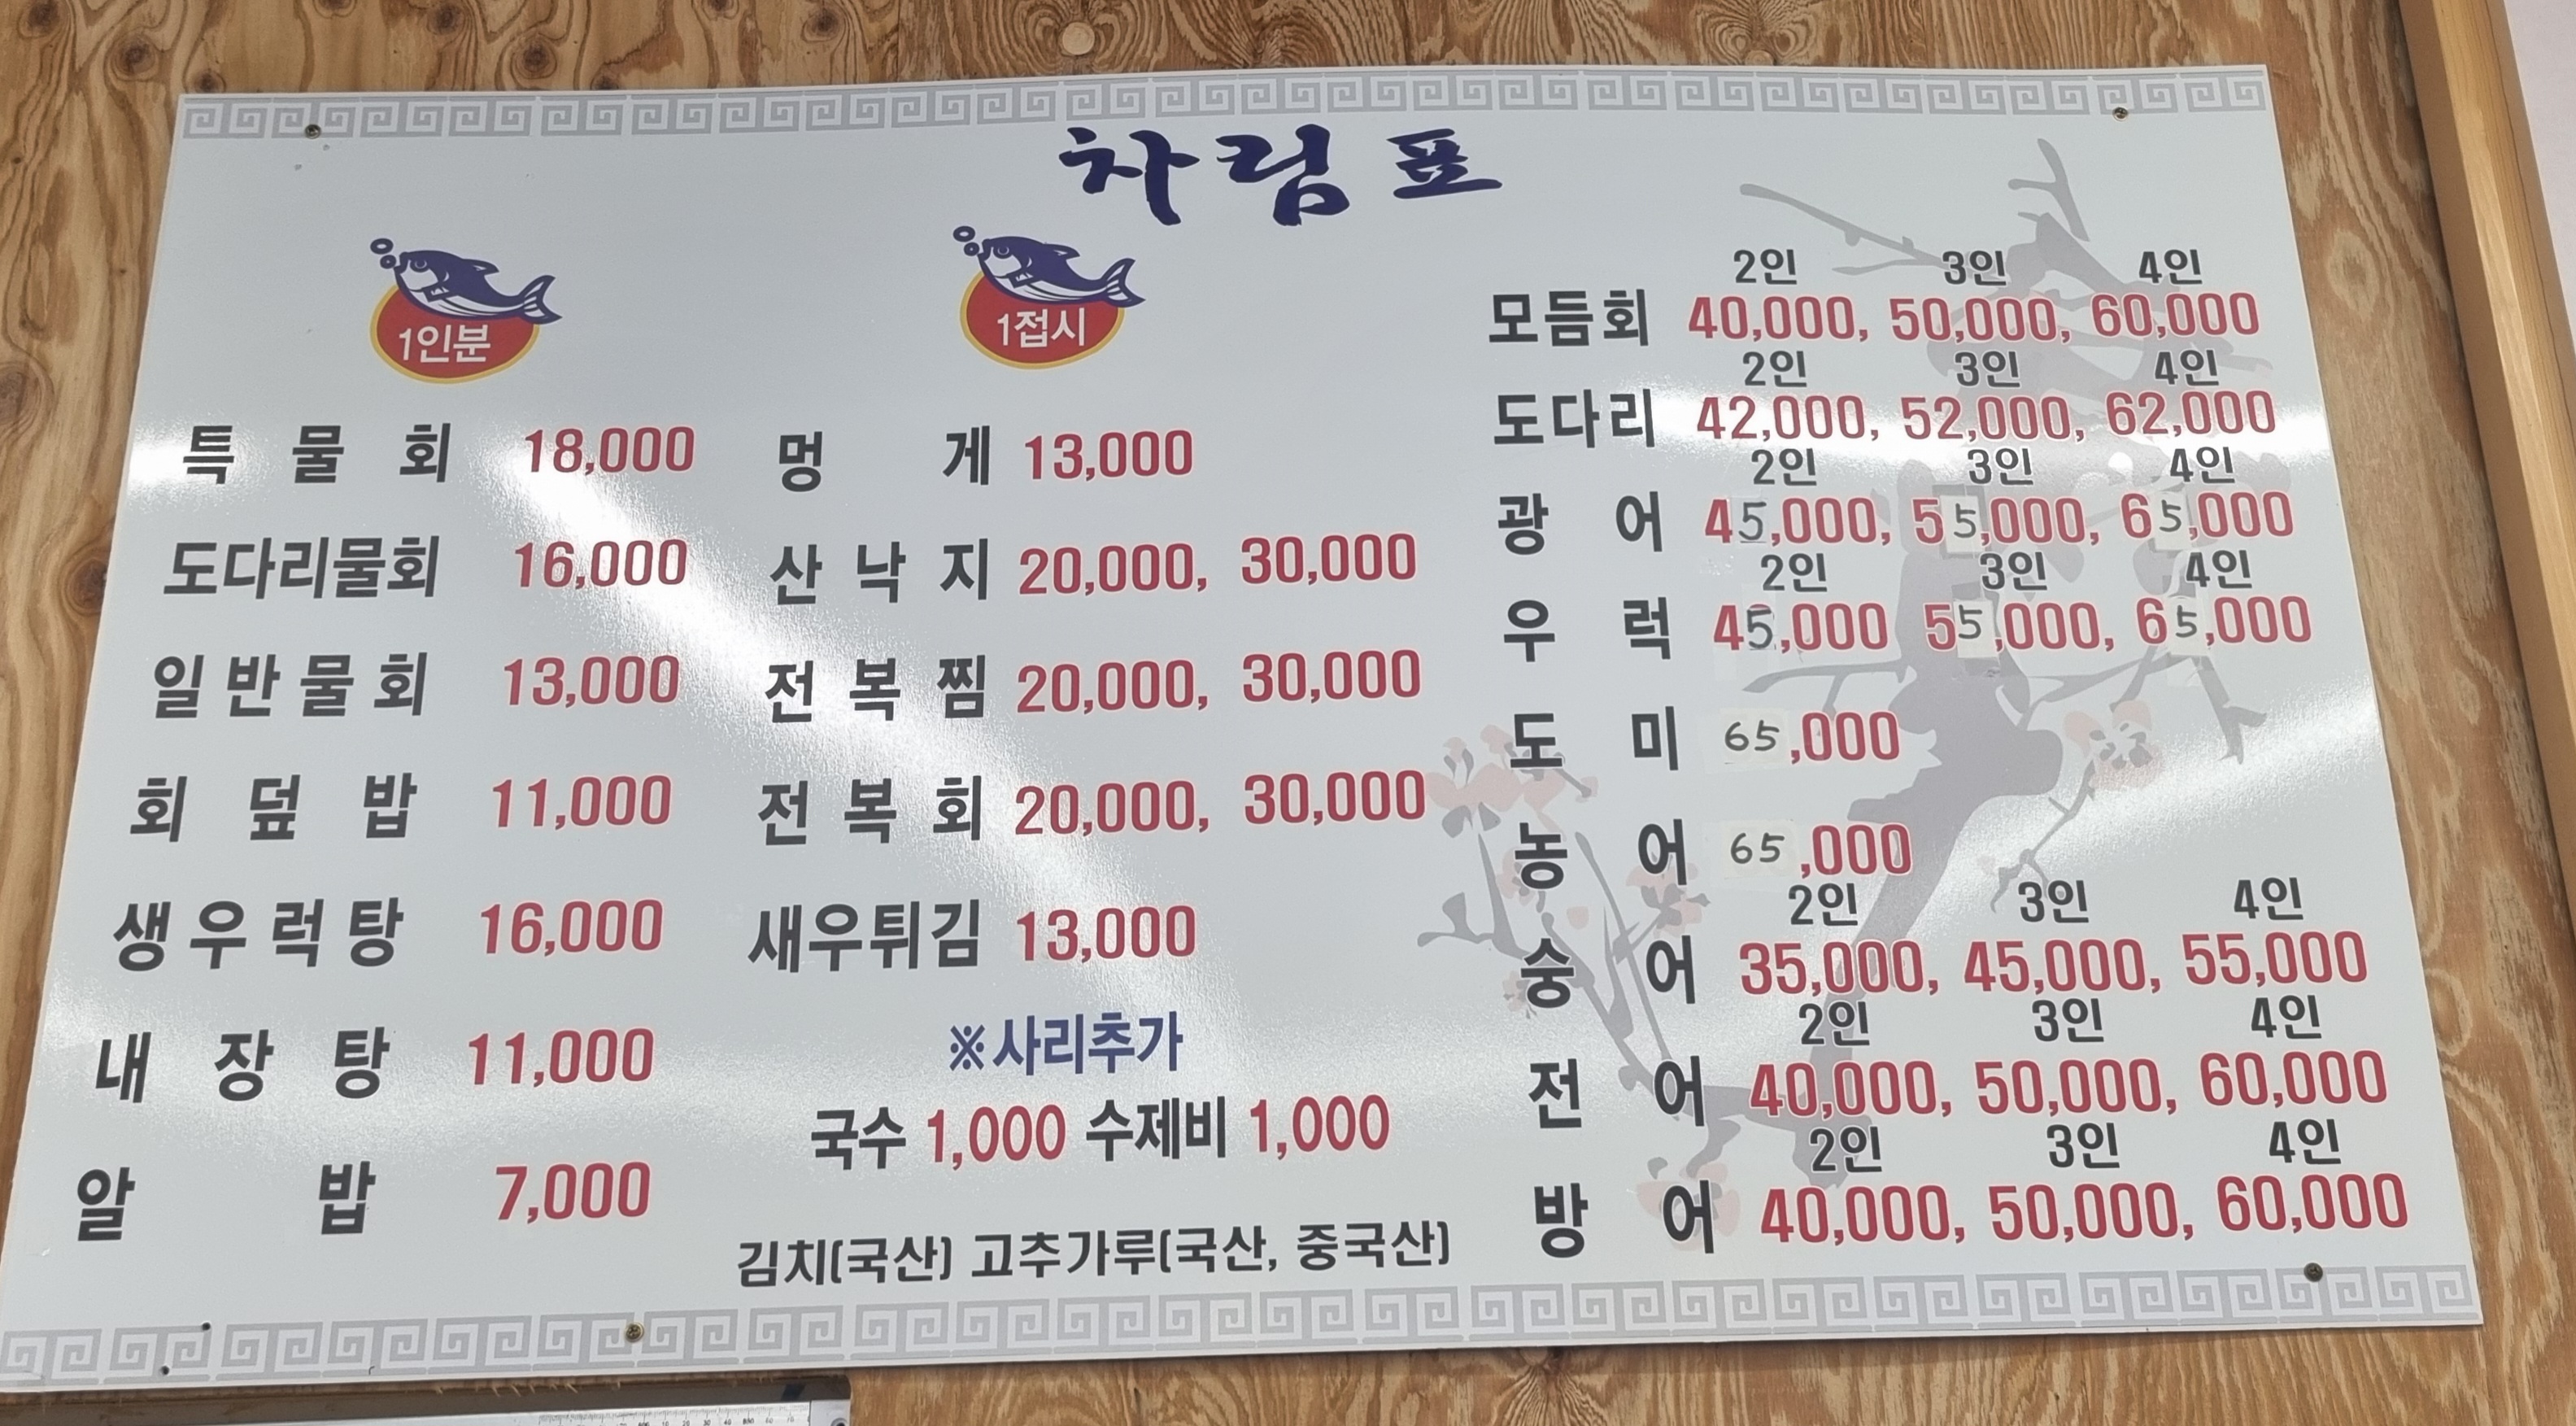 차림표
1인분
특물회 18,000
도다리물회 16,000
일반물회 13,000
회덮밥 11,000
생우럭탕 16,000
내장탕 11,000
알밥 7,000
1접시
멍게 13,000
산낙지 20,000, 30,000
전복찜 20,000, 30,000
전복회 20,000, 30,000
새우튀김 13,000
※사리추가
국수 1,000 수제비 1,000
김치(국산) 고추가루(국산, 중국산)
2인 3인 4인
모듬회 40,000, 50,000, 60,000
2인 3인 4인
도다리 42,000, 52,000, 62,000
2인 3인 4인
광어 45,000, 55,000, 65,000
2인 3인 4인
우럭 45,000 55,000, 65,000
도미 65,000
농어 65,000
2인 3인 4인
숭어 35,000, 45,000, 55,000
2인 3인 4인
전어 40,000, 50,000, 60,000
2인 3인 4인
방어 40,000, 50,000, 60,000